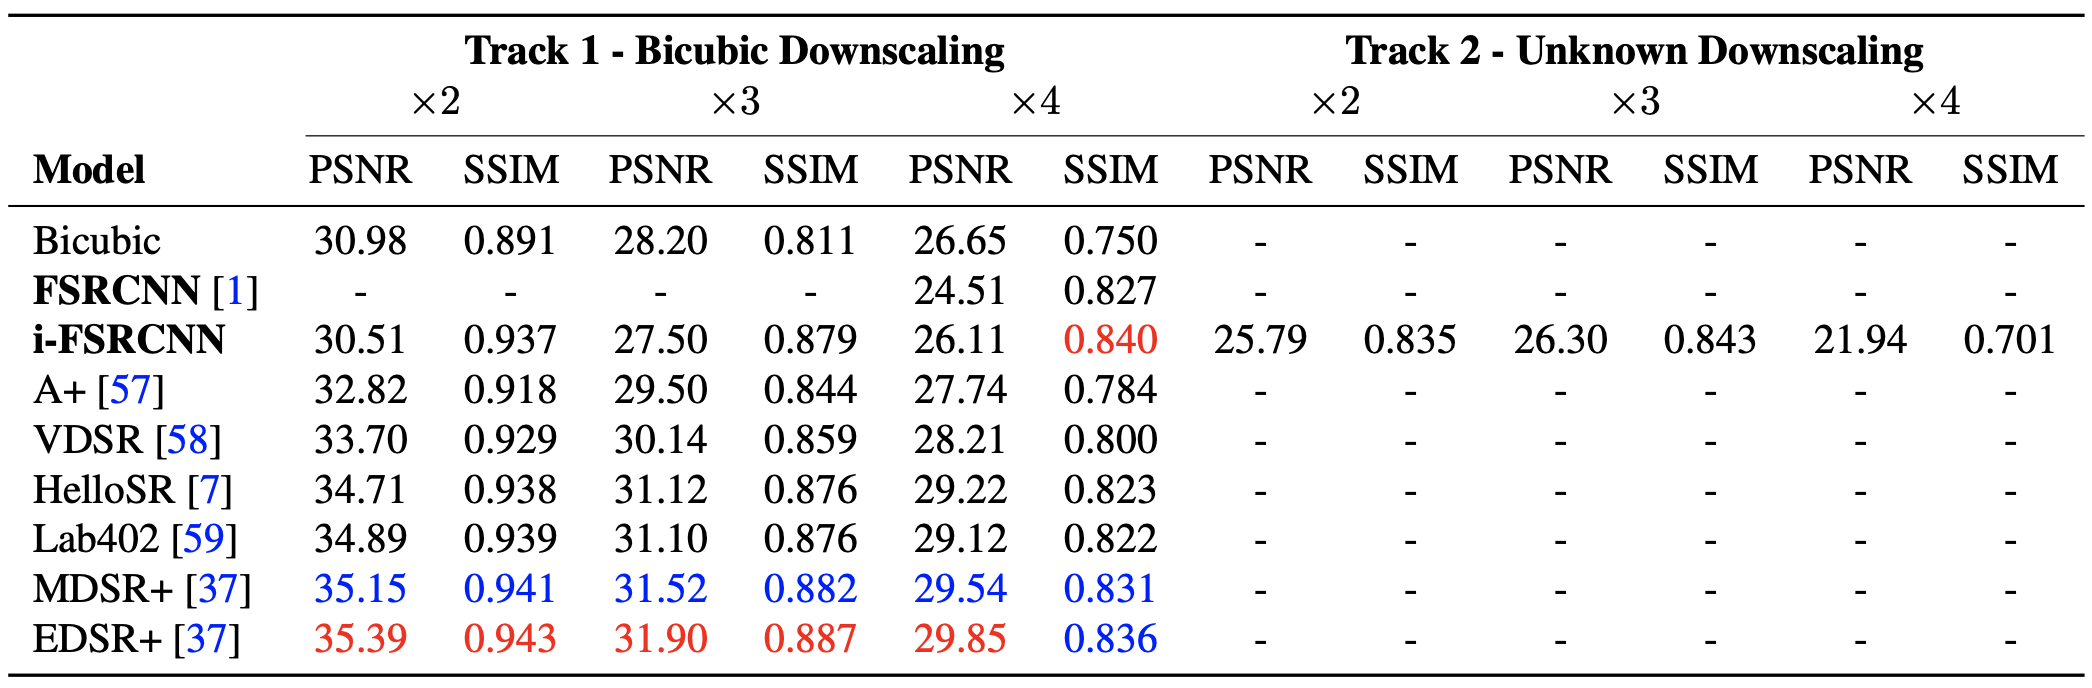 Track 1 - Bicubic Downscaling Track 2 - Unknown Downscaling
×2 ×3 ×4 ×2 ×3 ×4
Model PSNR SSIM PSNR SSIM PSNR SSIM PSNR SSIM PSNR SSIM PSNR SSIM
Bicubic 30.98 0.891 28.20 0.811 26.65 0.750 - - - - - -
FSRCNN [1] - - - - 24.51 0.827 - - - - - -
i-FSRCNN 30.51 0.937 27.50 0.879 26.11 0.840 25.79 0.835 26.30 0.843 21.94 0.701
A+ [57] 32.82 0.918 29.50 0.844 27.74 0.784 - - - - - -
VDSR [58] 33.70 0.929 30.14 0.859 28.21 0.800 - - - - - -
HelloSR [7] 34.71 0.938 31.12 0.876 29.22 0.823 - - - - - -
Lab402 [59] 34.89 0.939 31.10 0.876 29.12 0.822 - - - - - -
MDSR+ [37] 35.15 0.941 31.52 0.882 29.54 0.831 - - - - - -
EDSR+ [37] 35.39 0.943 31.90 0.887 29.85 0.836 - - - - - -